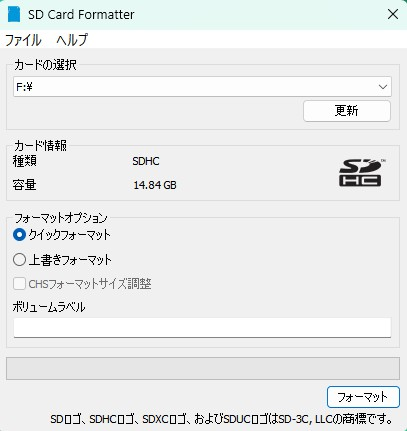 SD Card Formatter
ファイル ヘルプ
カードの選択
F:¥
更新
カード情報
種類 SDHC
容量 14.84 GB
SD
HC
フォーマットオプション
クイックフォーマット
上書きフォーマット
CHSフォーマットサイズ調整
ボリュームラベル
フォーマット
SDロゴ、SDHCロゴ、SDXCロゴ、およびSDUCロゴはSD-3C, LLCの商標です。